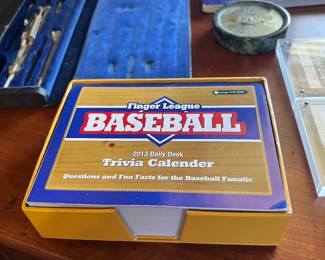 Finger League
BASEBALL
2013 Daily Desk
Trivia Calender
Questions and Fun Facts for the Baseball Fanatic